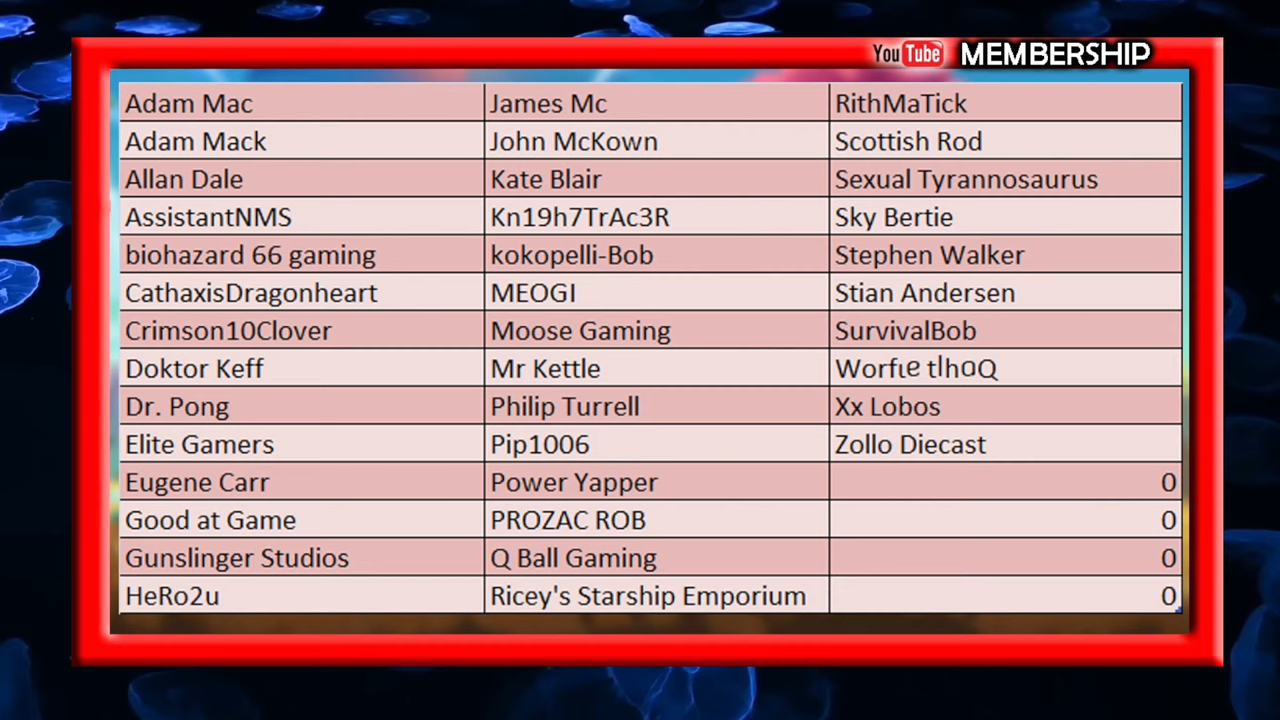 YouTube MEMBERSHIP
Adam Mac James Mc RithMaTick
Adam Mack John McKown Scottish Rod
Allan Dale Kate Blair Sexual Tyrannosaurus
AssistantNMS Kn19h7TrAc3R Sky Bertie
biohazard 66 gaming kokopelli-Bob Stephen Walker
CathaxisDragonheart MEOGI Stian Andersen
Crimson10Clover Moose Gaming SurvivalBob
Doktor Keff Mr Kettle Worfɩɐ tlhɑQ
Dr. Pong Philip Turrell Xx Lobos
Elite Gamers Pip1006 Zollo Diecast
Eugene Carr Power Yapper 0
Good at Game PROZAC ROB 0
Gunslinger Studios Q Ball Gaming 0
HeRo2u Ricey's Starship Emporium 0